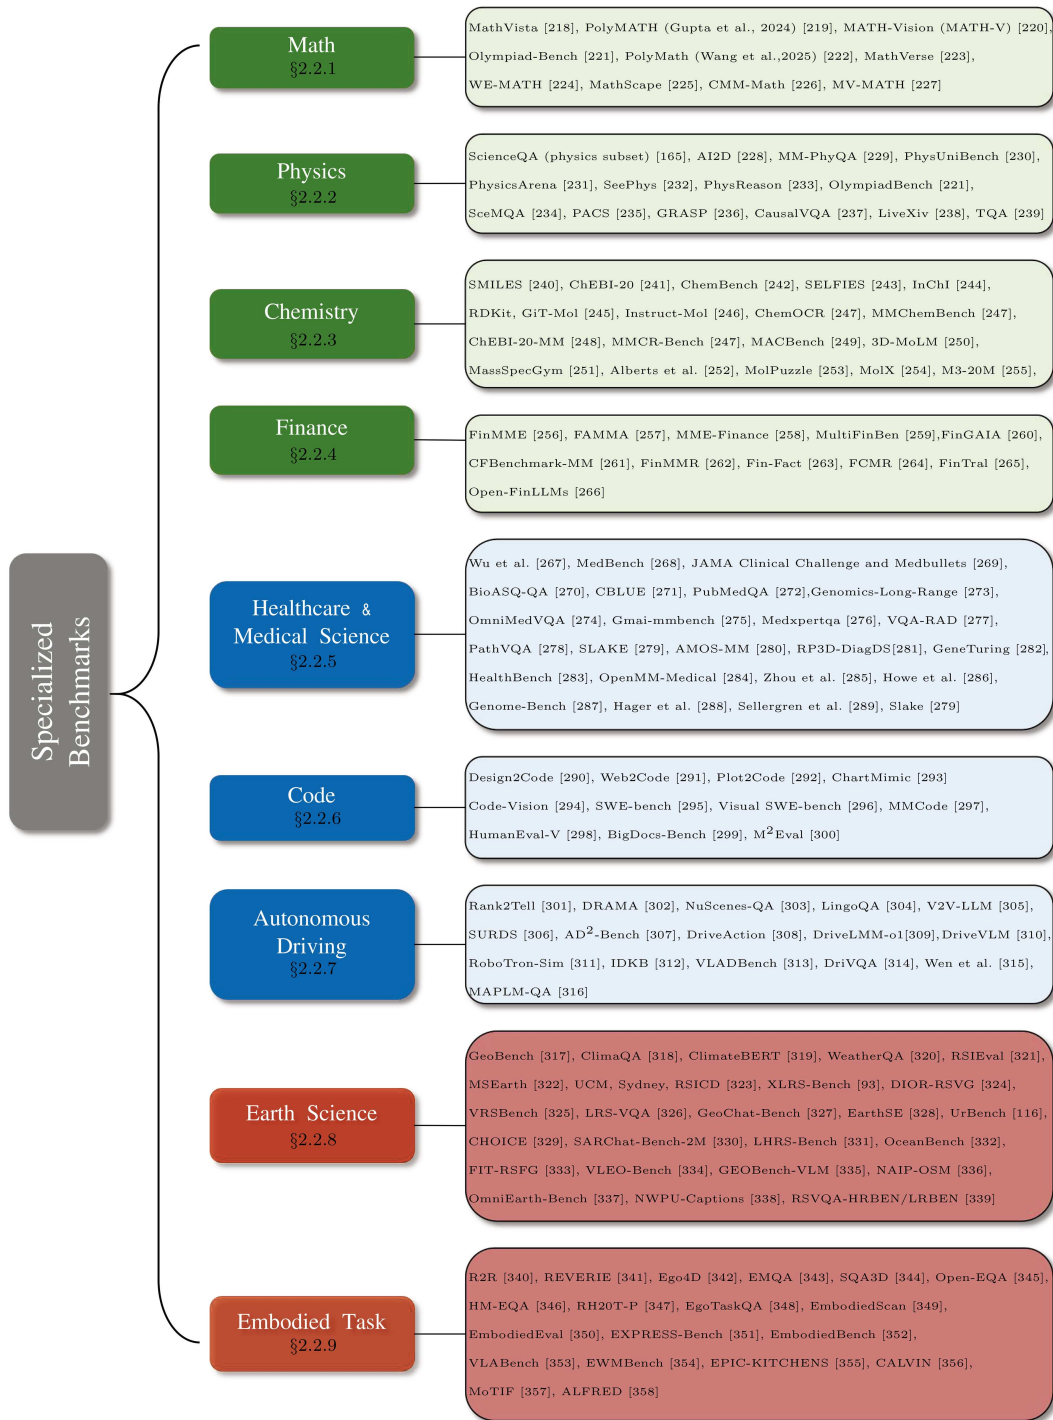 Specialized
Benchmarks
Math
§2.2.1
MathVista [218], PolyMATH (Gupta et al., 2024) [219], MATH-Vision (MATH-V) [220],
Olympiad-Bench [221], PolyMath (Wang et al.,2025) [222], MathVerse [223],
WE-MATH [224], MathScape [225], CMM-Math [226], MV-MATH [227]
Physics
§2.2.2
ScienceQA (physics subset) [165], AI2D [228], MM-PhyQA [229], PhysUniBench [230],
PhysicsArena [231], SeePhys [232], PhysReason [233], OlympiadBench [221],
SceMQA [234], PACS [235], GRASP [236], CausalVQA [237], LiveXiv [238], TQA [239]
Chemistry
§2.2.3
SMILES [240], ChEBI-20 [241], ChemBench [242], SELFIES [243], InChI [244],
RDKit, GiT-Mol [245], Instruct-Mol [246], ChemOCR [247], MMChemBench [247],
ChEBI-20-MM [248], MMCR-Bench [247], MACBench [249], 3D-MoLM [250],
MassSpecGym [251], Alberts et al. [252], MolPuzzle [253], MolX [254], M3-20M [255],
Finance
§2.2.4
FinMME [256], FAMMA [257], MME-Finance [258], MultiFinBen [259],FinGAIA [260],
CFBenchmark-MM [261], FinMMR [262], Fin-Fact [263], FCMR [264], FinTral [265],
Open-FinLLMs [266]
Healthcare &
Medical Science
§2.2.5
Wu et al. [267], MedBench [268], JAMA Clinical Challenge and Medbullets [269],
BioASQ-QA [270], CBLUE [271], PubMedQA [272],Genomics-Long-Range [273],
OmniMedVQA [274], Gmai-mmbench [275], Medxpertqa [276], VQA-RAD [277],
PathVQA [278], SLAKE [279], AMOS-MM [280], RP3D-DiagDS[281], GeneTuring [282],
HealthBench [283], OpenMM-Medical [284], Zhou et al. [285], Howe et al. [286],
Genome-Bench [287], Hager et al. [288], Sellergren et al. [289], Slake [279]
Code
§2.2.6
Design2Code [290], Web2Code [291], Plot2Code [292], ChartMimic [293]
Code-Vision [294], SWE-bench [295], Visual SWE-bench [296], MMCode [297],
HumanEval-V [298], BigDocs-Bench [299], M²Eval [300]
Autonomous
Driving
§2.2.7
Rank2Tell [301], DRAMA [302], NuScenes-QA [303], LingoQA [304], V2V-LLM [305],
SURDS [306], AD²-Bench [307], DriveAction [308], DriveLMM-o1[309],DriveVLM [310],
RoboTron-Sim [311], IDKB [312], VLADBench [313], DriVQA [314], Wen et al. [315],
MAPLM-QA [316]
Earth Science
§2.2.8
GeoBench [317], ClimaQA [318], ClimateBERT [319], WeatherQA [320], RSIEval [321],
MSEarth [322], UCM, Sydney, RSICD [323], XLRS-Bench [93], DIOR-RSVG [324],
VRSBench [325], LRS-VQA [326], GeoChat-Bench [327], EarthSE [328], UrBench [116],
CHOICE [329], SARChat-Bench-2M [330], LHRS-Bench [331], OceanBench [332],
FIT-RSFG [333], VLEO-Bench [334], GEOBench-VLM [335], NAIP-OSM [336],
OmniEarth-Bench [337], NWPU-Captions [338], RSVQA-HRBEN/LRBEN [339]
Embodied Task
§2.2.9
R2R [340], REVERIE [341], Ego4D [342], EMQA [343], SQA3D [344], Open-EQA [345],
HM-EQA [346], RH20T-P [347], EgoTaskQA [348], EmbodiedScan [349],
EmbodiedEval [350], EXPRESS-Bench [351], EmbodiedBench [352],
VLABench [353], EWMBench [354], EPIC-KITCHENS [355], CALVIN [356],
MoTIF [357], ALFRED [358]